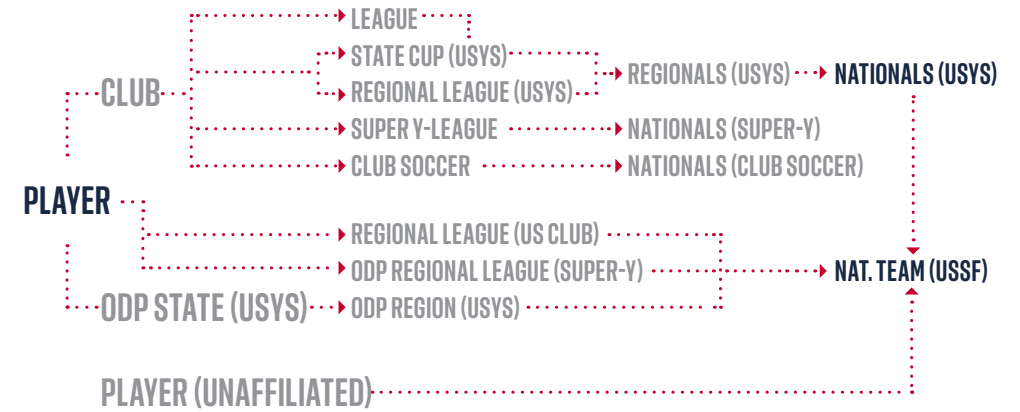 LEAGUE
STATE CUP (USYS)
REGIONALS (USYS)
NATIONALS (USYS)
CLUB
REGIONAL LEAGUE (USYS)
SUPER Y-LEAGUE
NATIONALS (SUPER-Y)
CLUB SOCCER
NATIONALS (CLUB SOCCER)
PLAYER
REGIONAL LEAGUE (US CLUB)
ODP REGIONAL LEAGUE (SUPER-Y)
NAT. TEAM (USSF)
ODP STATE (USYS)
ODP REGION (USYS)
PLAYER (UNAFFILIATED)